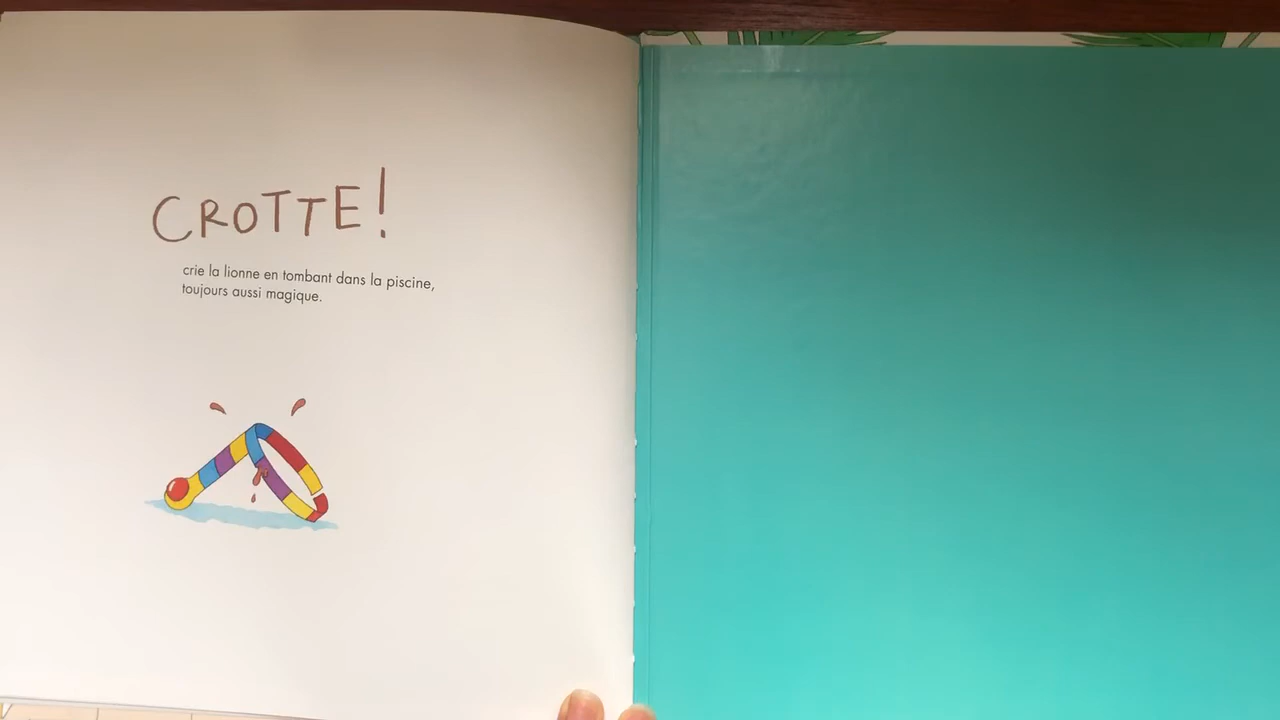 CROTTE!
crie la lionne en tombant dans la piscine,
toujours aussi magique.